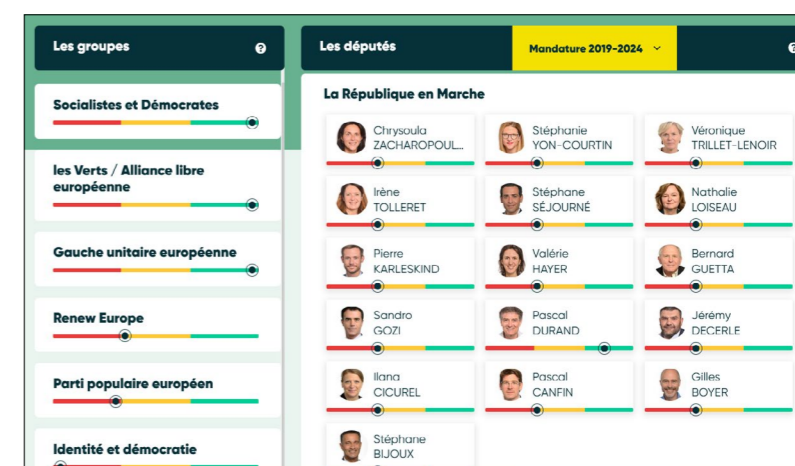 Les groupes
Les députés
Mandature 2019-2024
Socialistes et Démocrates
les Verts / Alliance libre
européenne
Gauche unitaire européenne
Renew Europe
Parti populaire européen
Identité et démocratie
La République en Marche
Chrysoula
ZACHAROPOUL...
Stéphanie
YON-COURTIN
Véronique
TRILLET-LENOIR
Irène
TOLLERET
Stéphane
SÉJOURNÉ
Nathalie
LOISEAU
Pierre
KARLESKIND
Valérie
HAYER
Bernard
GUETTA
Sandro
GOZI
Pascal
DURAND
Jérémy
DECERLE
Ilana
CICUREL
Pascal
CANFIN
Gilles
BOYER
Stéphane
BIJOUX